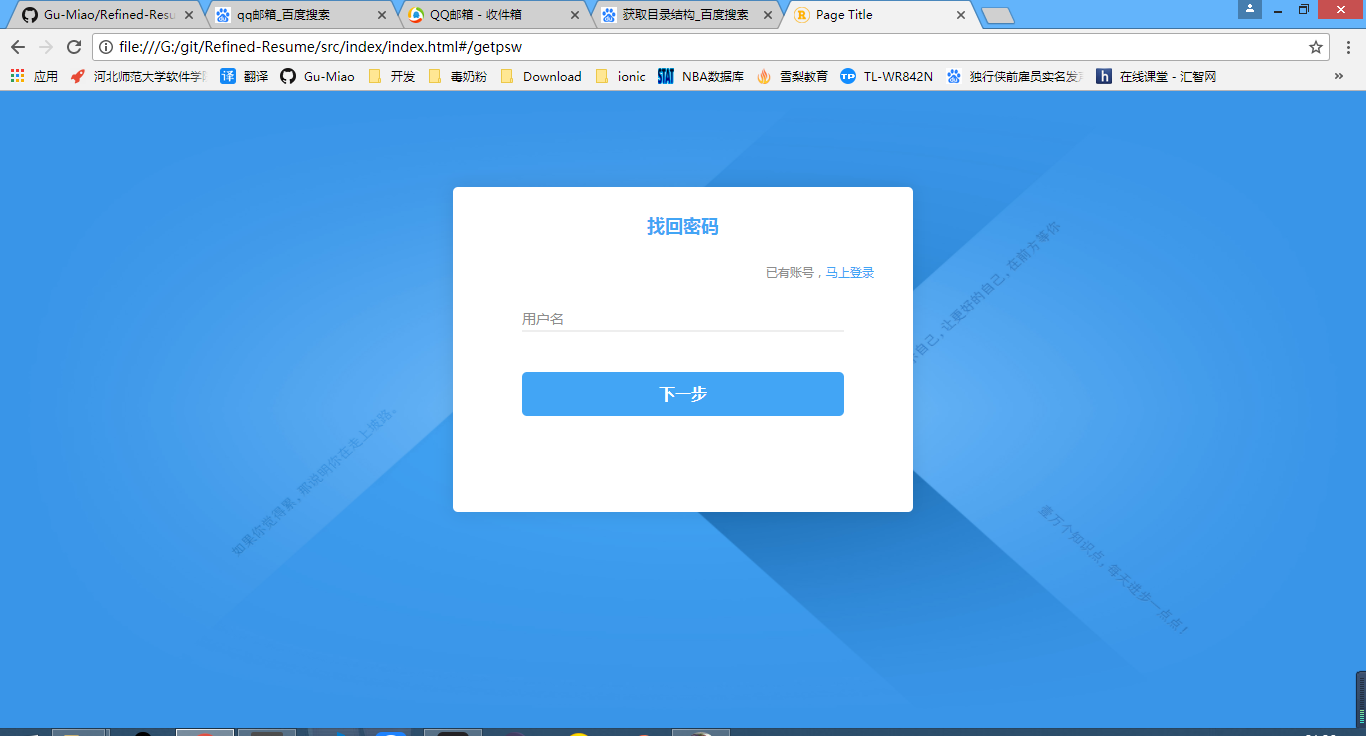 Gu-Miao/Refined-Resu
qq邮箱_百度搜索
QQ邮箱 - 收件箱
获取目录结构_百度搜索
Page Title
file:///G:/git/Refined-Resume/src/index/index.html#/getpsw
应用
河北师范大学软件学院
翻译
Gu-Miao
开发
毒奶粉
Download
ionic
NBA数据库
雪梨教育
TL-WR842N
独行侠前雇员实名发
在线课堂 - 汇智网
找回密码
已有账号，马上登录
用户名
下一步
自己，让更好的自己，在前方等你
如果你觉得累，那说明你在走上坡路。
壹万个知识点，每天进步一点点！